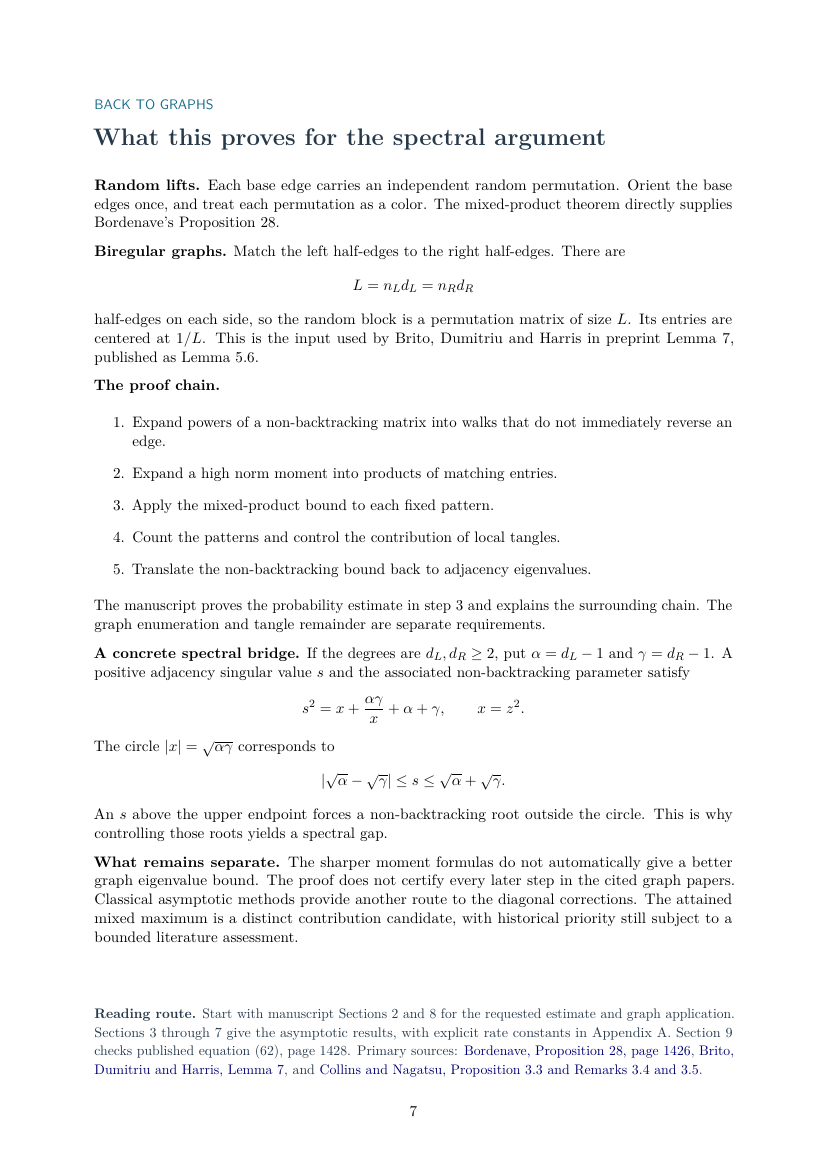 BACK TO GRAPHS
What this proves for the spectral argument
Random lifts. Each base edge carries an independent random permutation. Orient the base
edges once, and treat each permutation as a color. The mixed-product theorem directly supplies
Bordenave's Proposition 28.
Biregular graphs. Match the left half-edges to the right half-edges. There are
L = n_L d_L = n_R d_R
half-edges on each side, so the random block is a permutation matrix of size L. Its entries are
centered at 1/L. This is the input used by Brito, Dumitriu and Harris in preprint Lemma 7,
published as Lemma 5.6.
The proof chain.
1. Expand powers of a non-backtracking matrix into walks that do not immediately reverse an
edge.
2. Expand a high norm moment into products of matching entries.
3. Apply the mixed-product bound to each fixed pattern.
4. Count the patterns and control the contribution of local tangles.
5. Translate the non-backtracking bound back to adjacency eigenvalues.
The manuscript proves the probability estimate in step 3 and explains the surrounding chain. The
graph enumeration and tangle remainder are separate requirements.
A concrete spectral bridge. If the degrees are d_L, d_R ≥ 2, put α = d_L − 1 and γ = d_R − 1. A
positive adjacency singular value s and the associated non-backtracking parameter satisfy
s² = x + αγ/x + α + γ, x = z².
The circle |x| = √αγ corresponds to
|√α − √γ| ≤ s ≤ √α + √γ.
An s above the upper endpoint forces a non-backtracking root outside the circle. This is why
controlling those roots yields a spectral gap.
What remains separate. The sharper moment formulas do not automatically give a better
graph eigenvalue bound. The proof does not certify every later step in the cited graph papers.
Classical asymptotic methods provide another route to the diagonal corrections. The attained
mixed maximum is a distinct contribution candidate, with historical priority still subject to a
bounded literature assessment.
Reading route. Start with manuscript Sections 2 and 8 for the requested estimate and graph application.
Sections 3 through 7 give the asymptotic results, with explicit rate constants in Appendix A. Section 9
checks published equation (62), page 1428. Primary sources: Bordenave, Proposition 28, page 1426, Brito,
Dumitriu and Harris, Lemma 7, and Collins and Nagatsu, Proposition 3.3 and Remarks 3.4 and 3.5.
7